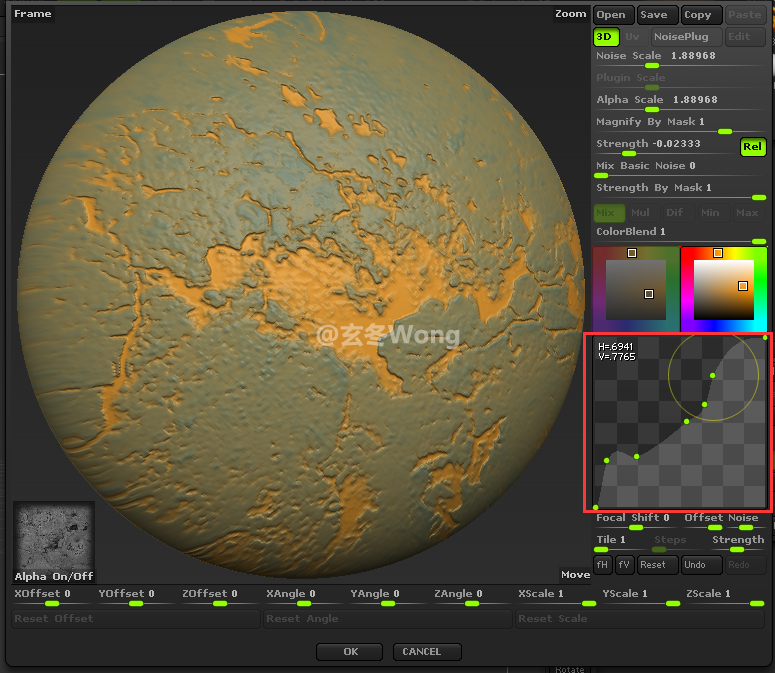 Frame
Zoom
Open Save Copy Paste
3D Uv NoisePlug Edit
Noise Scale 1.88968
Plugin Scale
Alpha Scale 1.88968
Magnify By Mask 1
Strength -0.02333 Rel
Mix Basic Noise 0
Strength By Mask 1
Mix Mul Dif Min Max
ColorBlend 1
@玄冬Wong
H=.6941
V=.7765
Focal Shift 0 Offset Noise
Tile 1 Steps Strength
fH fV Reset Undo Redo
Alpha On/Off
Move
XOffset 0 YOffset 0 ZOffset 0 XAngle 0 YAngle 0 ZAngle 0 XScale 1 YScale 1 ZScale 1
Reset Offset Reset Angle Reset Scale
OK CANCEL
Rotate